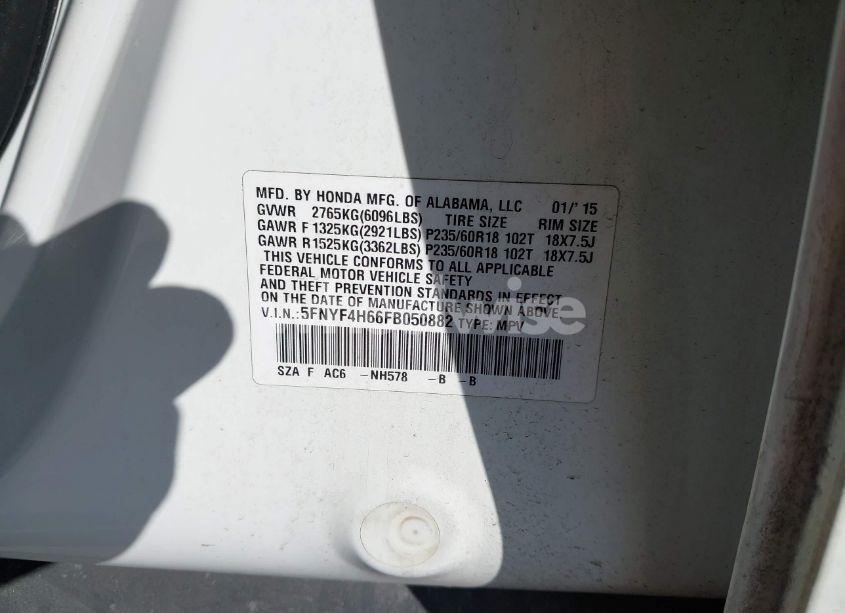 MFD. BY HONDA MFG. OF ALABAMA, LLC 01/'15
GVWR 2765KG(6096LBS) TIRE SIZE RIM SIZE
GAWR F 1325KG(2921LBS) P235/60R18 102T 18X7.5J
GAWR R 1525KG(3362LBS) P235/60R18 102T 18X7.5J
THIS VEHICLE CONFORMS TO ALL APPLICABLE
FEDERAL MOTOR VEHICLE SAFETY
AND THEFT PREVENTION STANDARDS IN EFFECT
ON THE DATE OF MANUFACTURE SHOWN ABOVE.
V.I.N.:5FNYF4H66FB050882 TYPE: MPV
SZA F AC6 -NH578 -B -B